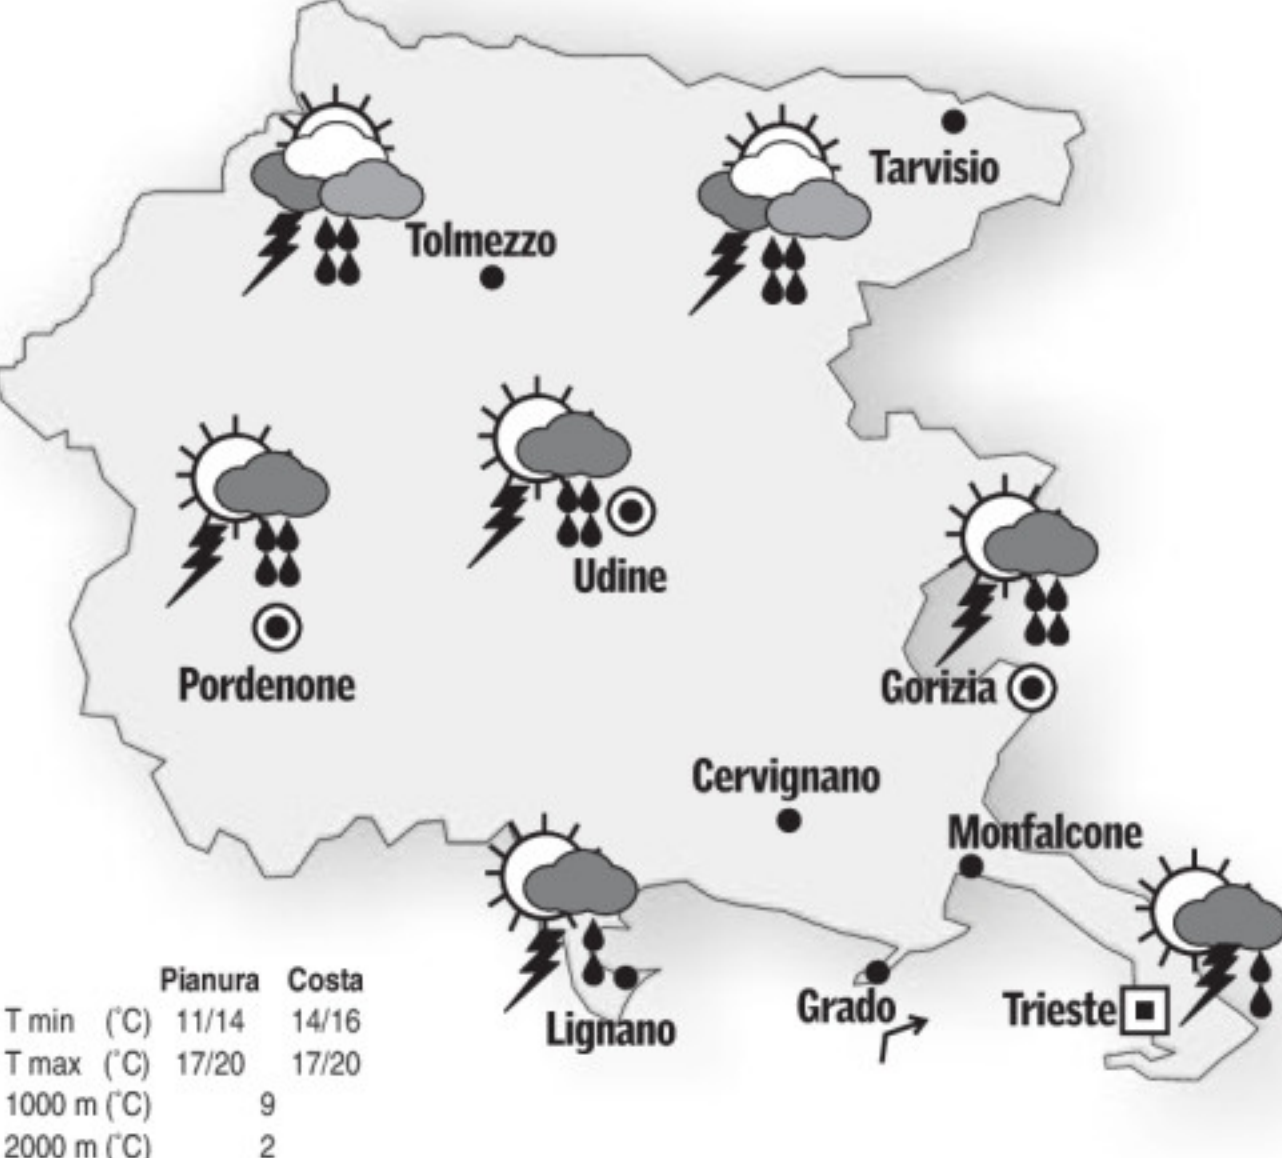 Tarvisio
Tolmezzo
Udine
Pordenone
Gorizia
Cervignano
Monfalcone
Grado
Trieste
Lignano
Pianura Costa
T min (°C) 11/14 14/16
T max (°C) 17/20 17/20
1000 m (°C) 9
2000 m (°C) 2